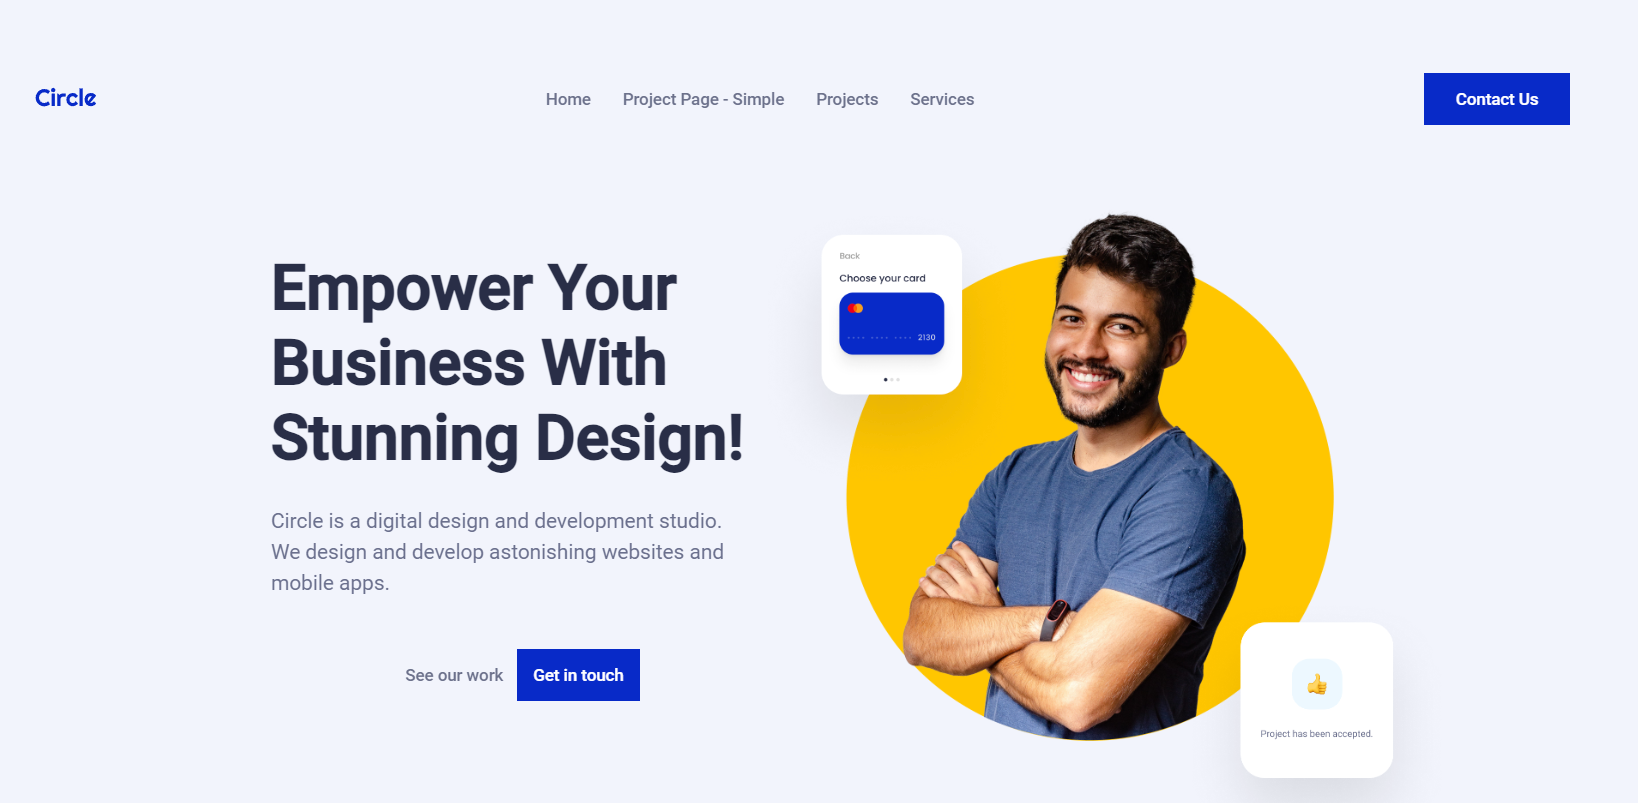 Circle
Home Project Page - Simple Projects Services
Contact Us
Empower Your
Business With
Stunning Design!
Circle is a digital design and development studio.
We design and develop astonishing websites and
mobile apps.
See our work
Get in touch
Back
Choose your card
2130
Project has been accepted.